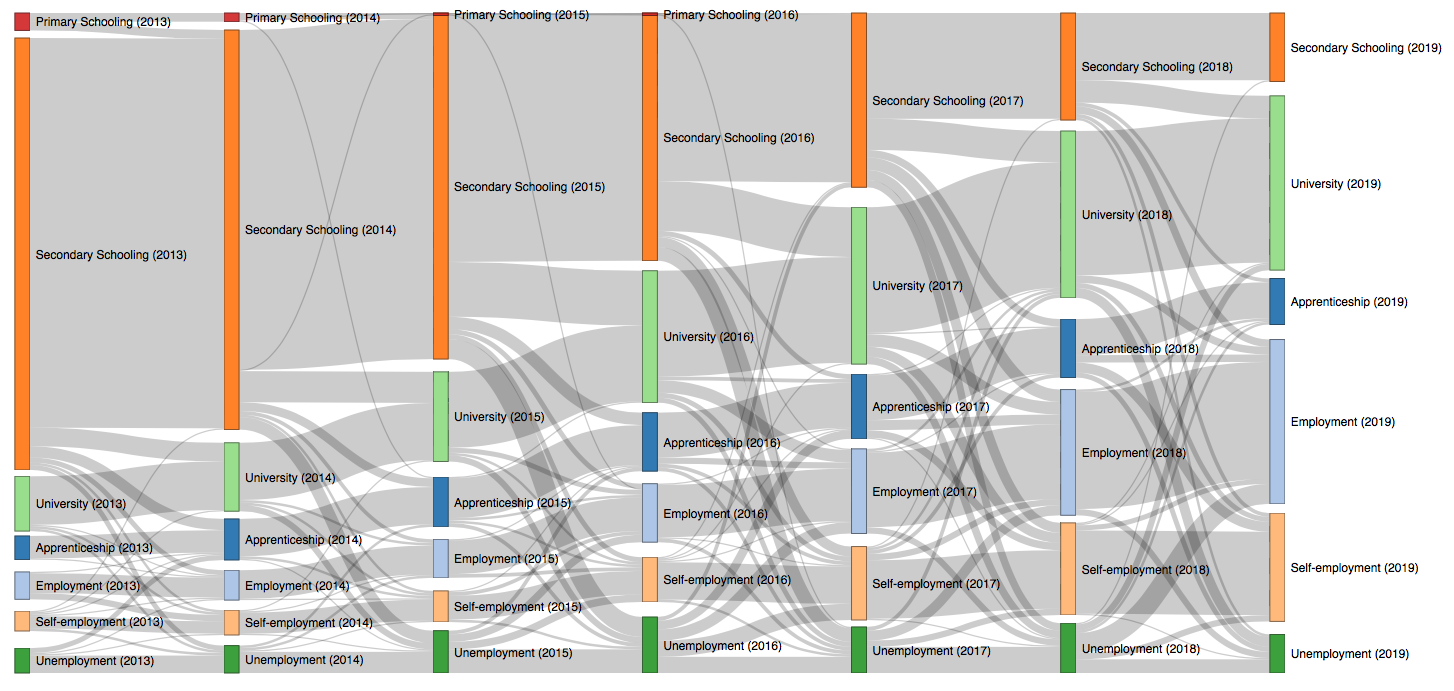 Primary Schooling (2013)
Secondary Schooling (2013)
University (2013)
Apprenticeship (2013)
Employment (2013)
Self-employment (2013)
Unemployment (2013)
Primary Schooling (2014)
Secondary Schooling (2014)
University (2014)
Apprenticeship (2014)
Employment (2014)
Self-employment (2014)
Unemployment (2014)
Primary Schooling (2015)
Secondary Schooling (2015)
University (2015)
Apprenticeship (2015)
Employment (2015)
Self-employment (2015)
Unemployment (2015)
Primary Schooling (2016)
Secondary Schooling (2016)
University (2016)
Apprenticeship (2016)
Employment (2016)
Self-employment (2016)
Unemployment (2016)
Secondary Schooling (2017)
University (2017)
Apprenticeship (2017)
Employment (2017)
Self-employment (2017)
Unemployment (2017)
Secondary Schooling (2018)
University (2018)
Apprenticeship (2018)
Employment (2018)
Self-employment (2018)
Unemployment (2018)
Secondary Schooling (2019)
University (2019)
Apprenticeship (2019)
Employment (2019)
Self-employment (2019)
Unemployment (2019)